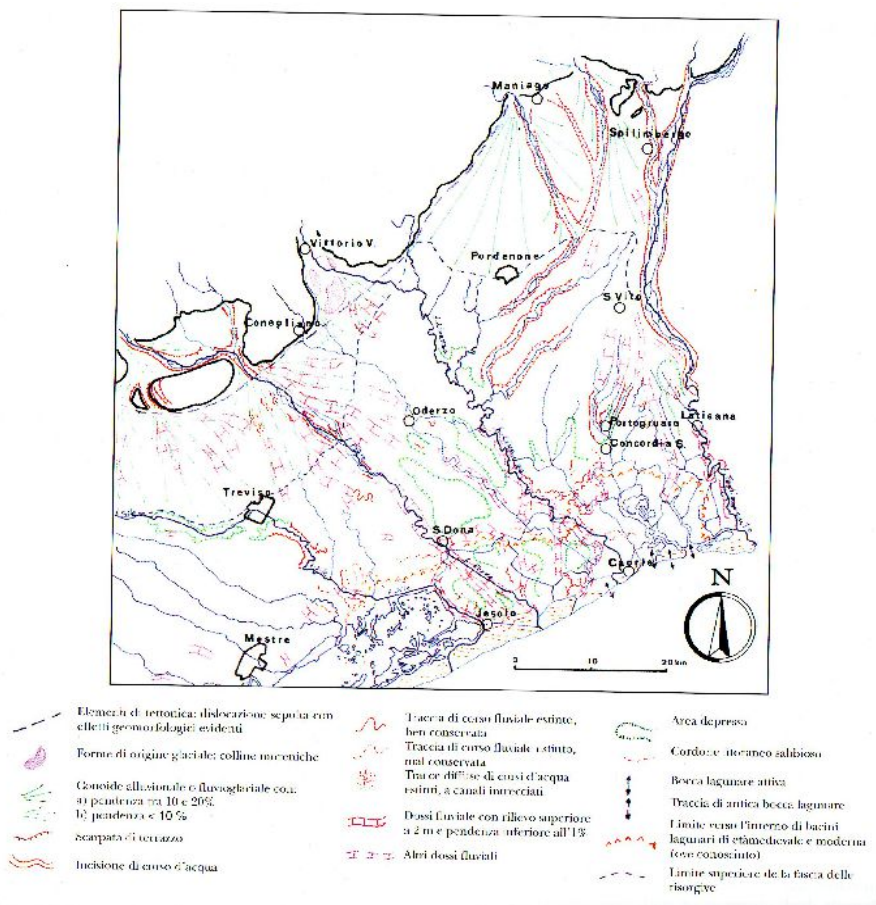 Maniago
Spilimbergo
Vittorio V.
Pordenone
S. Vito
Conegliano
Oderzo
Latisana
Portogruaro
Concordia S.
Treviso
S. Dona
Caorle
N
Jesolo
Mestre
0 10 20 km
Elementi di tettonica: dislocazione sepolta con
effetti geomorfologici evidenti
Forme di origine glaciale: colline moreniche
Conoide alluvionale o fluvioglaciale con:
a) pendenza tra 10 e 20%
b) pendenza < 10 %
Scarpata di terrazzo
Incisione di corso d'acqua
Traccia di corso fluviale estinto,
ben conservata
Traccia di corso fluviale estinto,
mal conservata
Tracce diffuse di corsi d'acqua
estinti, a canali intrecciati
Dossi fluviale con rilievo superiore
a 2 m e pendenza inferiore all'1%
Altri dossi fluviali
Area depressa
Cordone litoraneo sabbioso
Bocca lagunare attiva
Traccia di antica bocca lagunare
Limite verso l'interno di bacini
lagunari di etàmedievale e moderna
(ove conosciuto)
Limite superiore de la fascia delle
risorgive